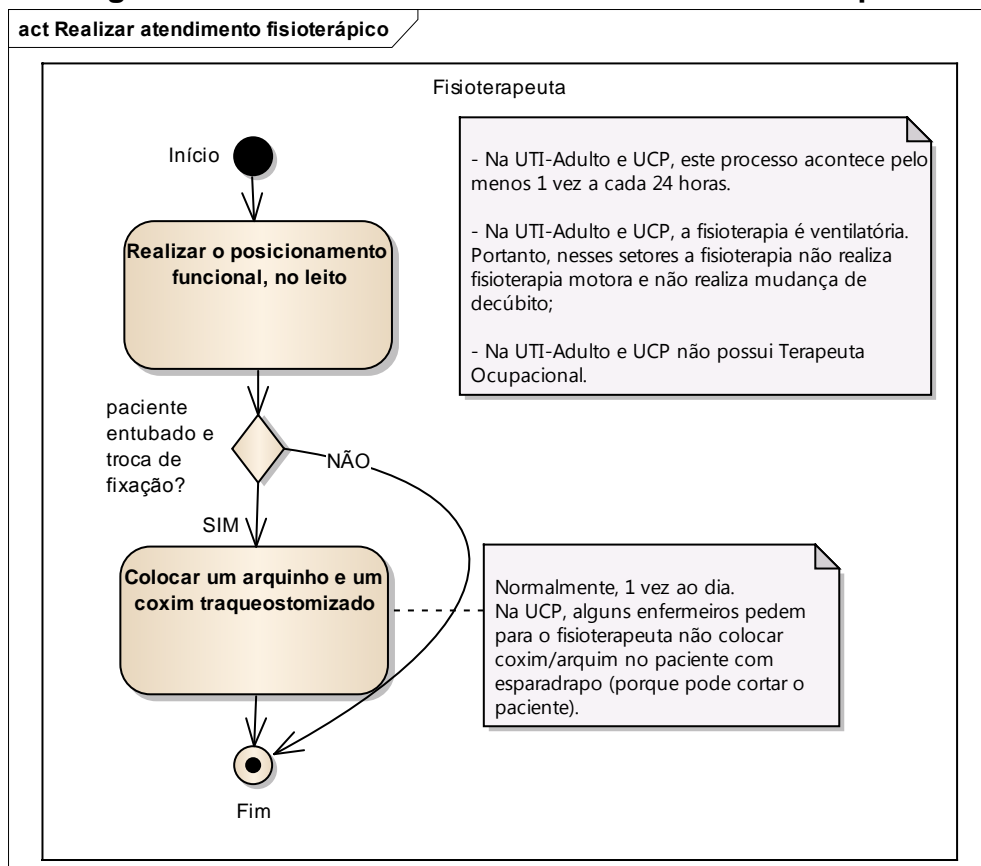 act Realizar atendimento fisioterápico
Fisioterapeuta
Início
- Na UTI-Adulto e UCP, este processo acontece pelo
menos 1 vez a cada 24 horas.
- Na UTI-Adulto e UCP, a fisioterapia é ventilatória.
Portanto, nesses setores a fisioterapia não realiza
fisioterapia motora e não realiza mudança de
decúbito;
- Na UTI-Adulto e UCP não possui Terapeuta
Ocupacional.
Realizar o posicionamento
funcional, no leito
paciente
entubado e
troca de
fixação?
NÃO
SIM
Colocar um arquinho e um
coxim traqueostomizado
Normalmente, 1 vez ao dia.
Na UCP, alguns enfermeiros pedem
para o fisioterapeuta não colocar
coxim/arquim no paciente com
esparadrapo (porque pode cortar o
paciente).
Fim